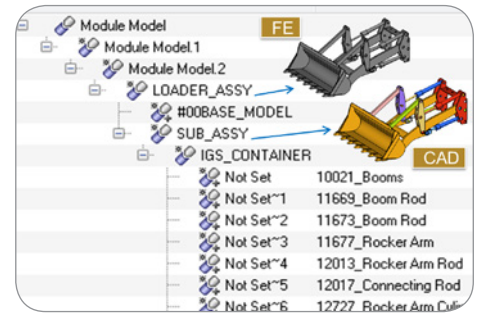 Module Model
FE
Module Model.1
Module Model.2
LOADER_ASSY
#00BASE_MODEL
SUB_ASSY
IGS_CONTAINER
CAD
Not Set 10021_Booms
Not Set~1 11669_Boom Rod
Not Set~2 11673_Boom Rod
Not Set~3 11677_Rocker Arm
Not Set~4 12013_Rocker Arm Rod
Not Set~5 12017_Connecting Rod
Not Set~6 12727_Rocker Arm